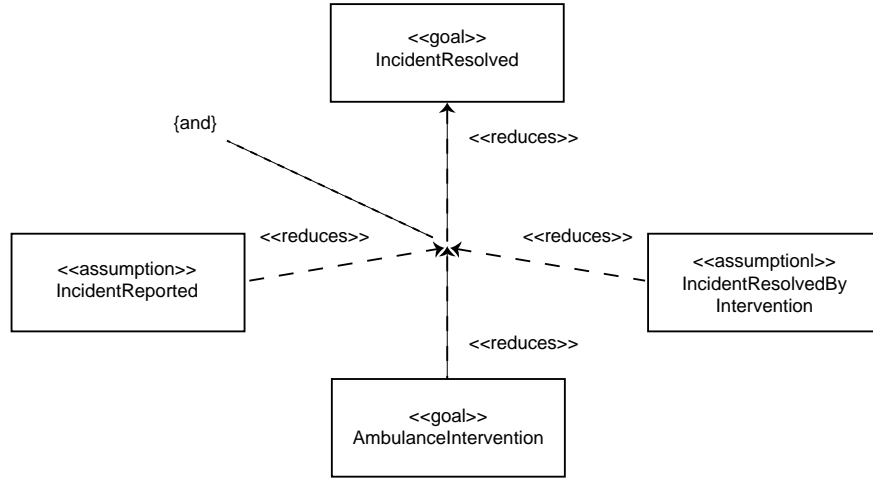 <<goal>>
IncidentResolved
{and}
<<reduces>>
<<reduces>>
<<reduces>>
<<assumption>>
IncidentReported
<<assumptionl>>
IncidentResolvedBy
Intervention
<<reduces>>
<<goal>>
AmbulanceIntervention